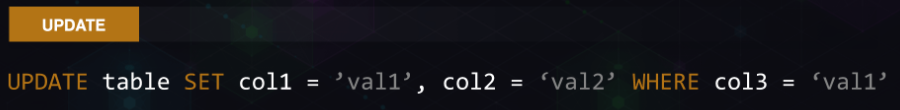 UPDATE
UPDATE table SET col1 = ’val1’, col2 = ‘val2’ WHERE col3 = ‘val1’